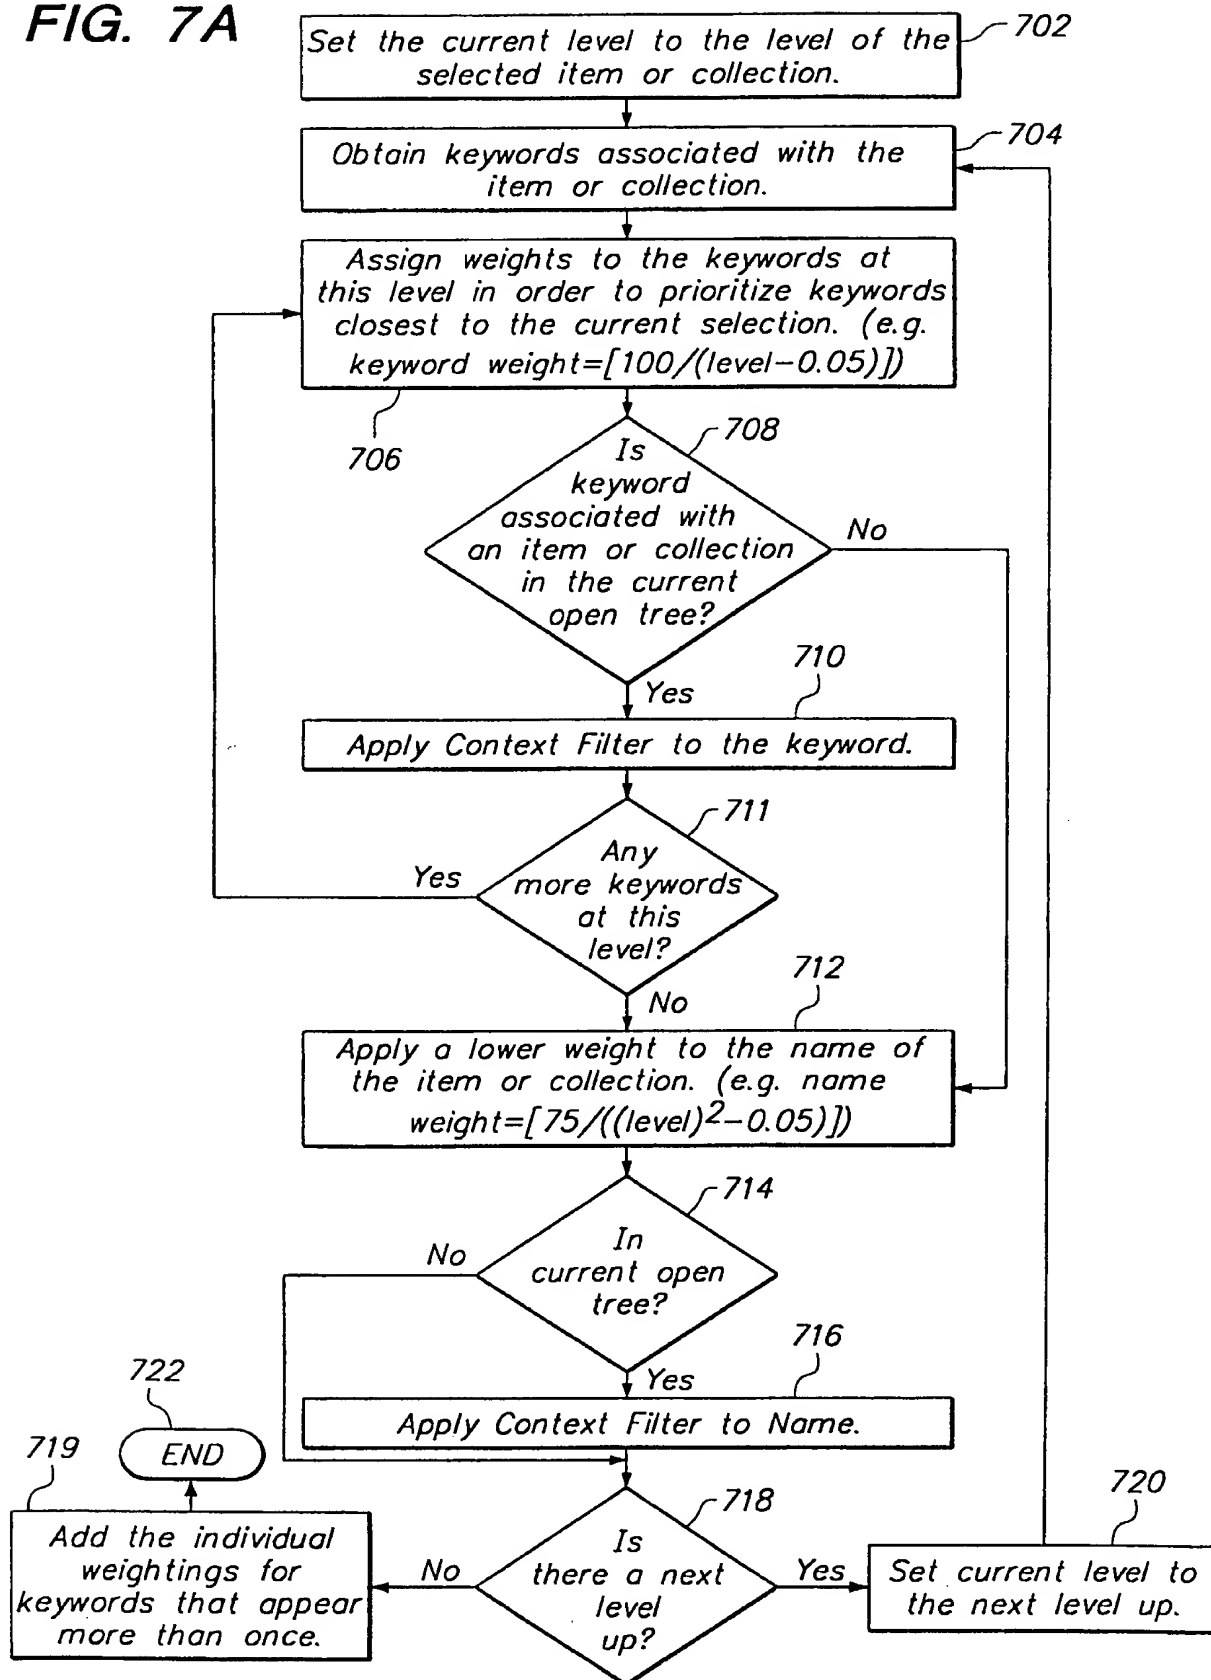 FIG. 7A
Set the current level to the level of the
selected item or collection.
702
Obtain keywords associated with the
item or collection.
704
Assign weights to the keywords at
this level in order to prioritize keywords
closest to the current selection. (e.g.
keyword weight=[100/(level-0.05)])
706
Is
keyword
associated with
an item or collection
in the current
open tree?
708
No
Yes
710
Apply Context Filter to the keyword.
711
Any
more keywords
at this
level?
Yes
No
712
Apply a lower weight to the name of
the item or collection. (e.g. name
weight=[75/((level)²-0.05)])
714
In
current open
tree?
No
Yes
716
Apply Context Filter to Name.
722
END
719
Add the individual
weightings for
keywords that appear
more than once.
718
Is
there a next
level
up?
No
Yes
720
Set current level to
the next level up.